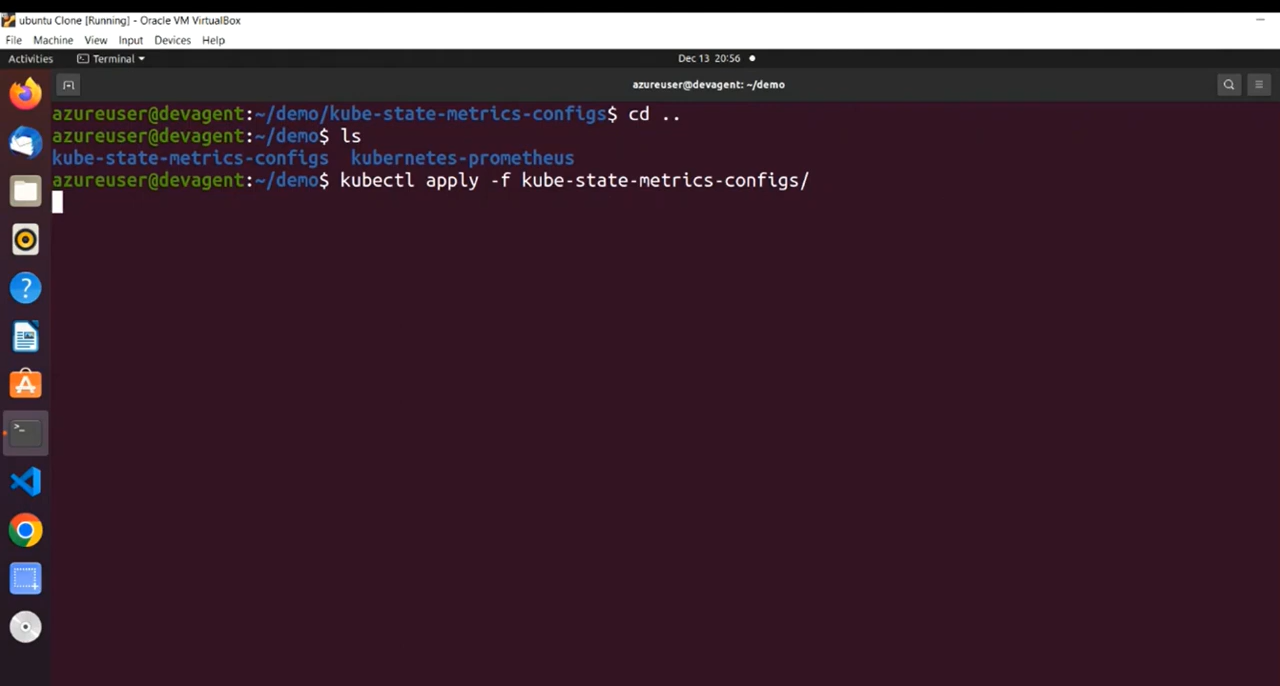 ubuntu Clone [Running] - Oracle VM VirtualBox
File Machine View Input Devices Help
Activities Terminal Dec 13 20:56
azureuser@devagent: ~/demo
azureuser@devagent:~/demo/kube-state-metrics-configs$ cd ..
azureuser@devagent:~/demo$ ls
kube-state-metrics-configs kubernetes-prometheus
azureuser@devagent:~/demo$ kubectl apply -f kube-state-metrics-configs/